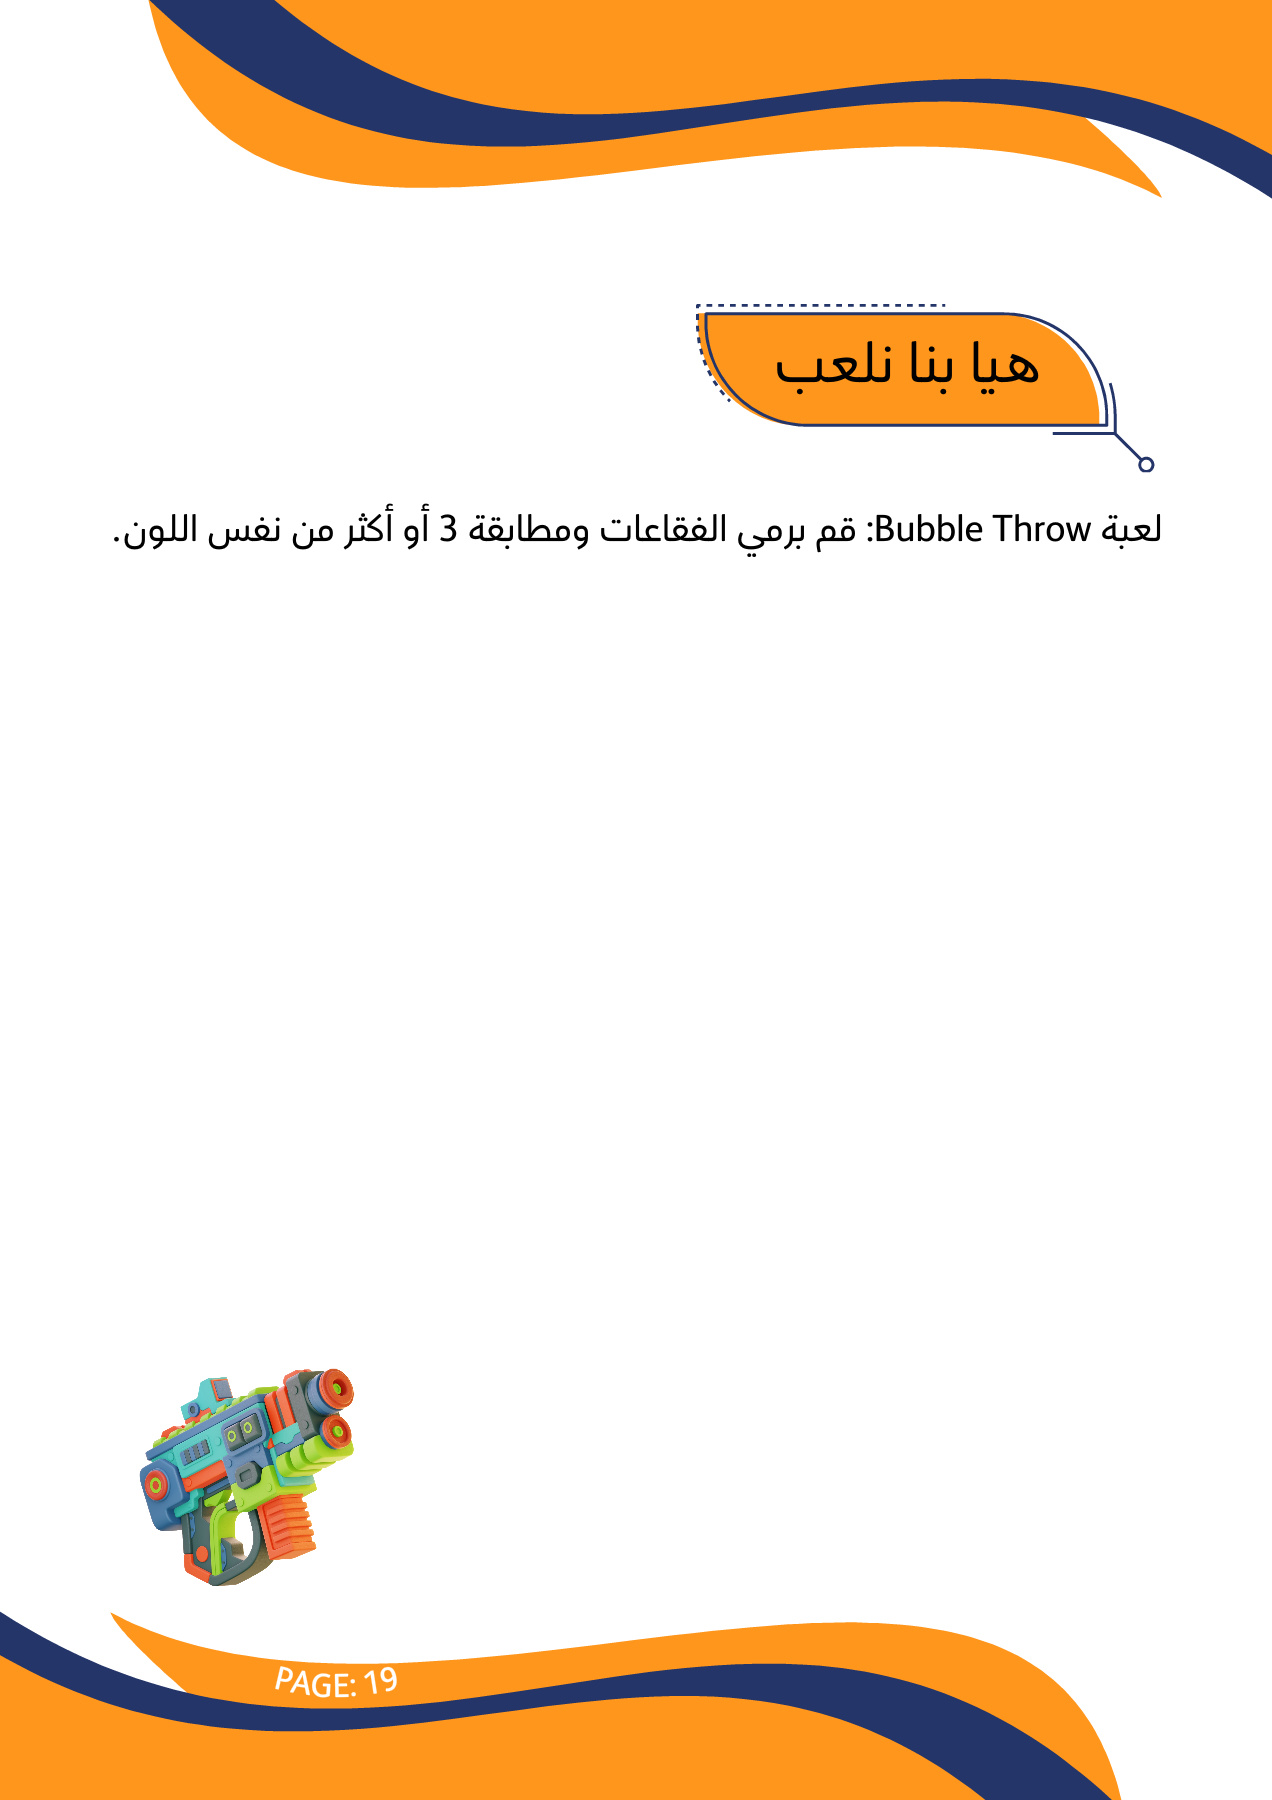 هيا بنا نلعب
لعبة Bubble Throw: قم برمي الفقاعات ومطابقة 3 أو أكثر من نفس اللون.
PAGE: 19